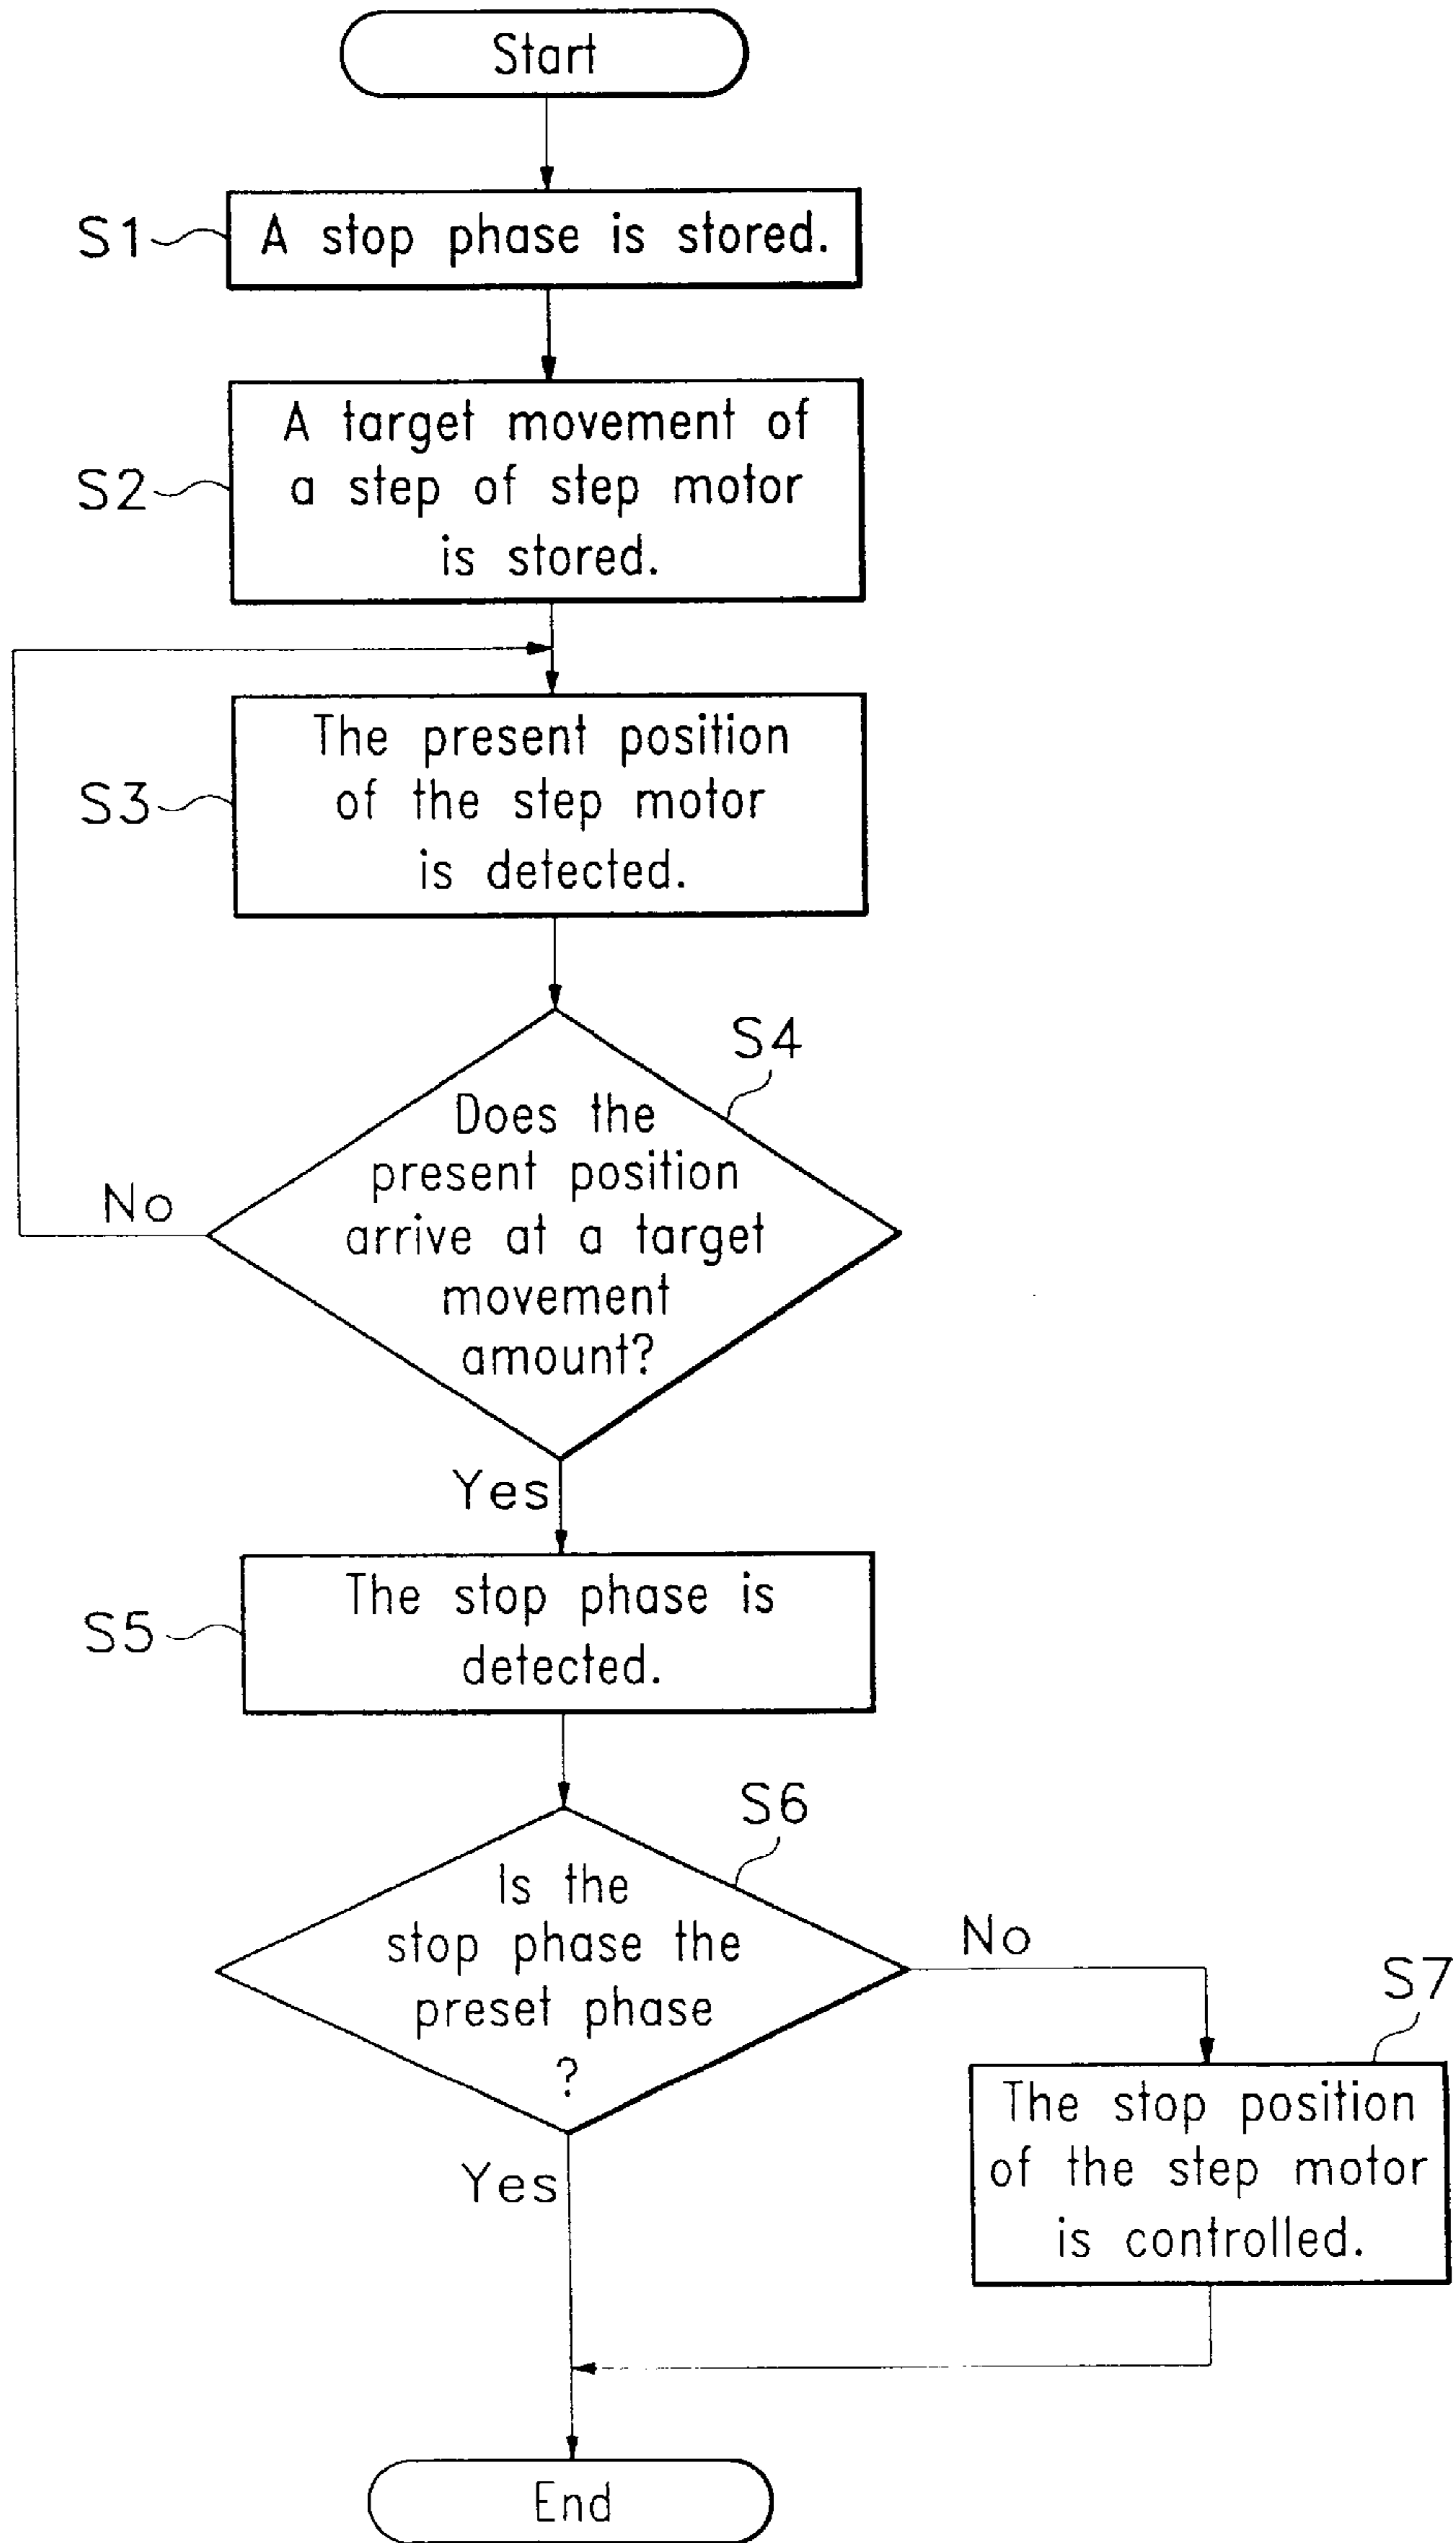 Start
S1
A stop phase is stored.
S2
A target movement of
a step of step motor
is stored.
S3
The present position
of the step motor
is detected.
S4
Does the
present position
arrive at a target
movement
amount?
No
Yes
S5
The stop phase is
detected.
S6
Is the
stop phase the
preset phase
?
No
Yes
S7
The stop position
of the step motor
is controlled.
End